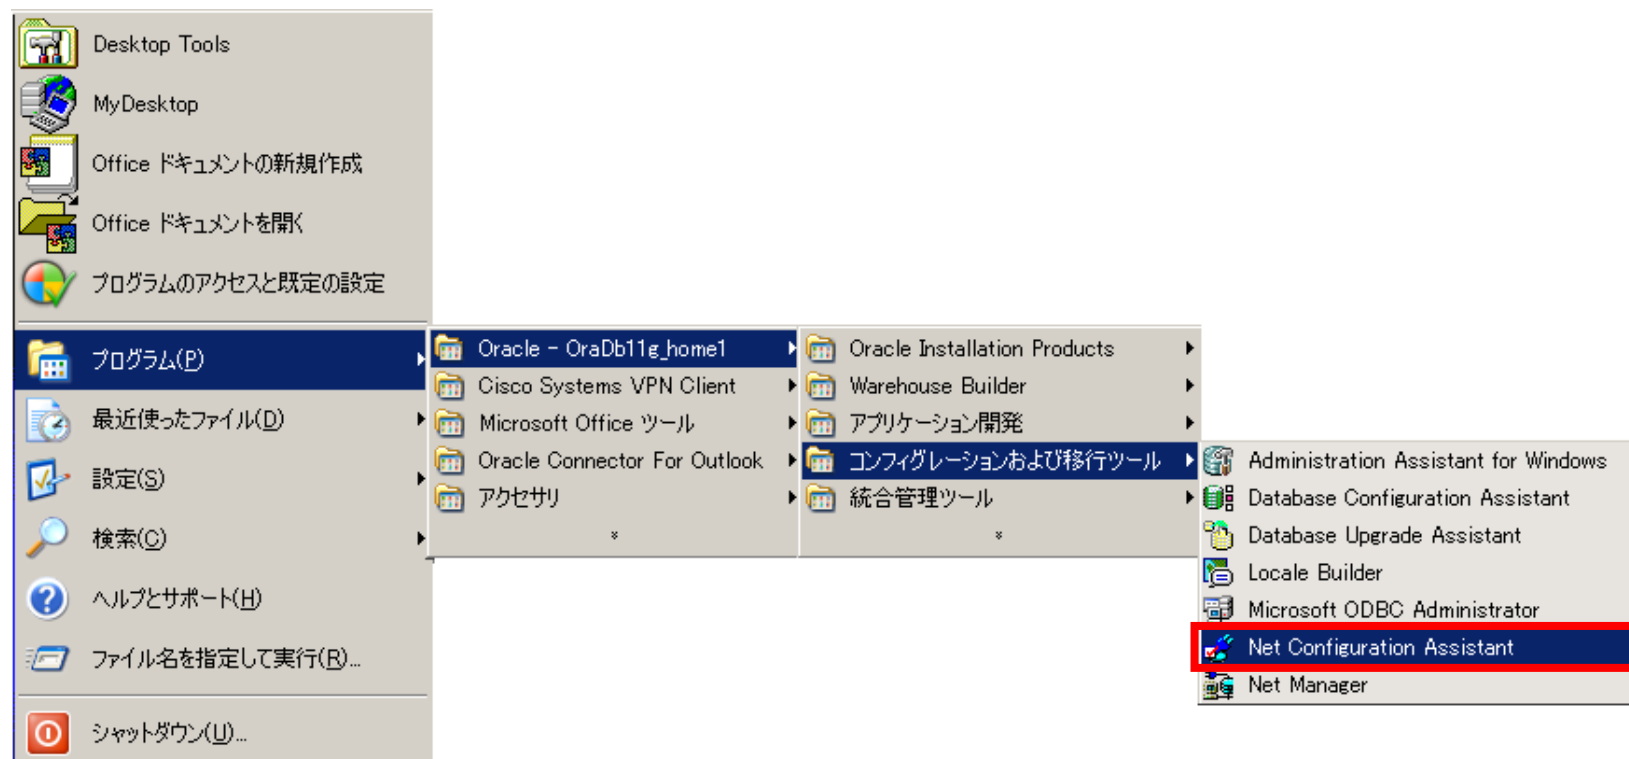 Desktop Tools
MyDesktop
Office ドキュメントの新規作成
Office ドキュメントを開く
プログラムのアクセスと既定の設定
プログラム(P)
最近使ったファイル(D)
設定(S)
検索(C)
ヘルプとサポート(H)
ファイル名を指定して実行(R)...
シャットダウン(U)...
Oracle - OraDb11g_home1
Cisco Systems VPN Client
Microsoft Office ツール
Oracle Connector For Outlook
アクセサリ
Oracle Installation Products
Warehouse Builder
アプリケーション開発
コンフィグレーションおよび移行ツール
統合管理ツール
Administration Assistant for Windows
Database Configuration Assistant
Database Upgrade Assistant
Locale Builder
Microsoft ODBC Administrator
Net Configuration Assistant
Net Manager